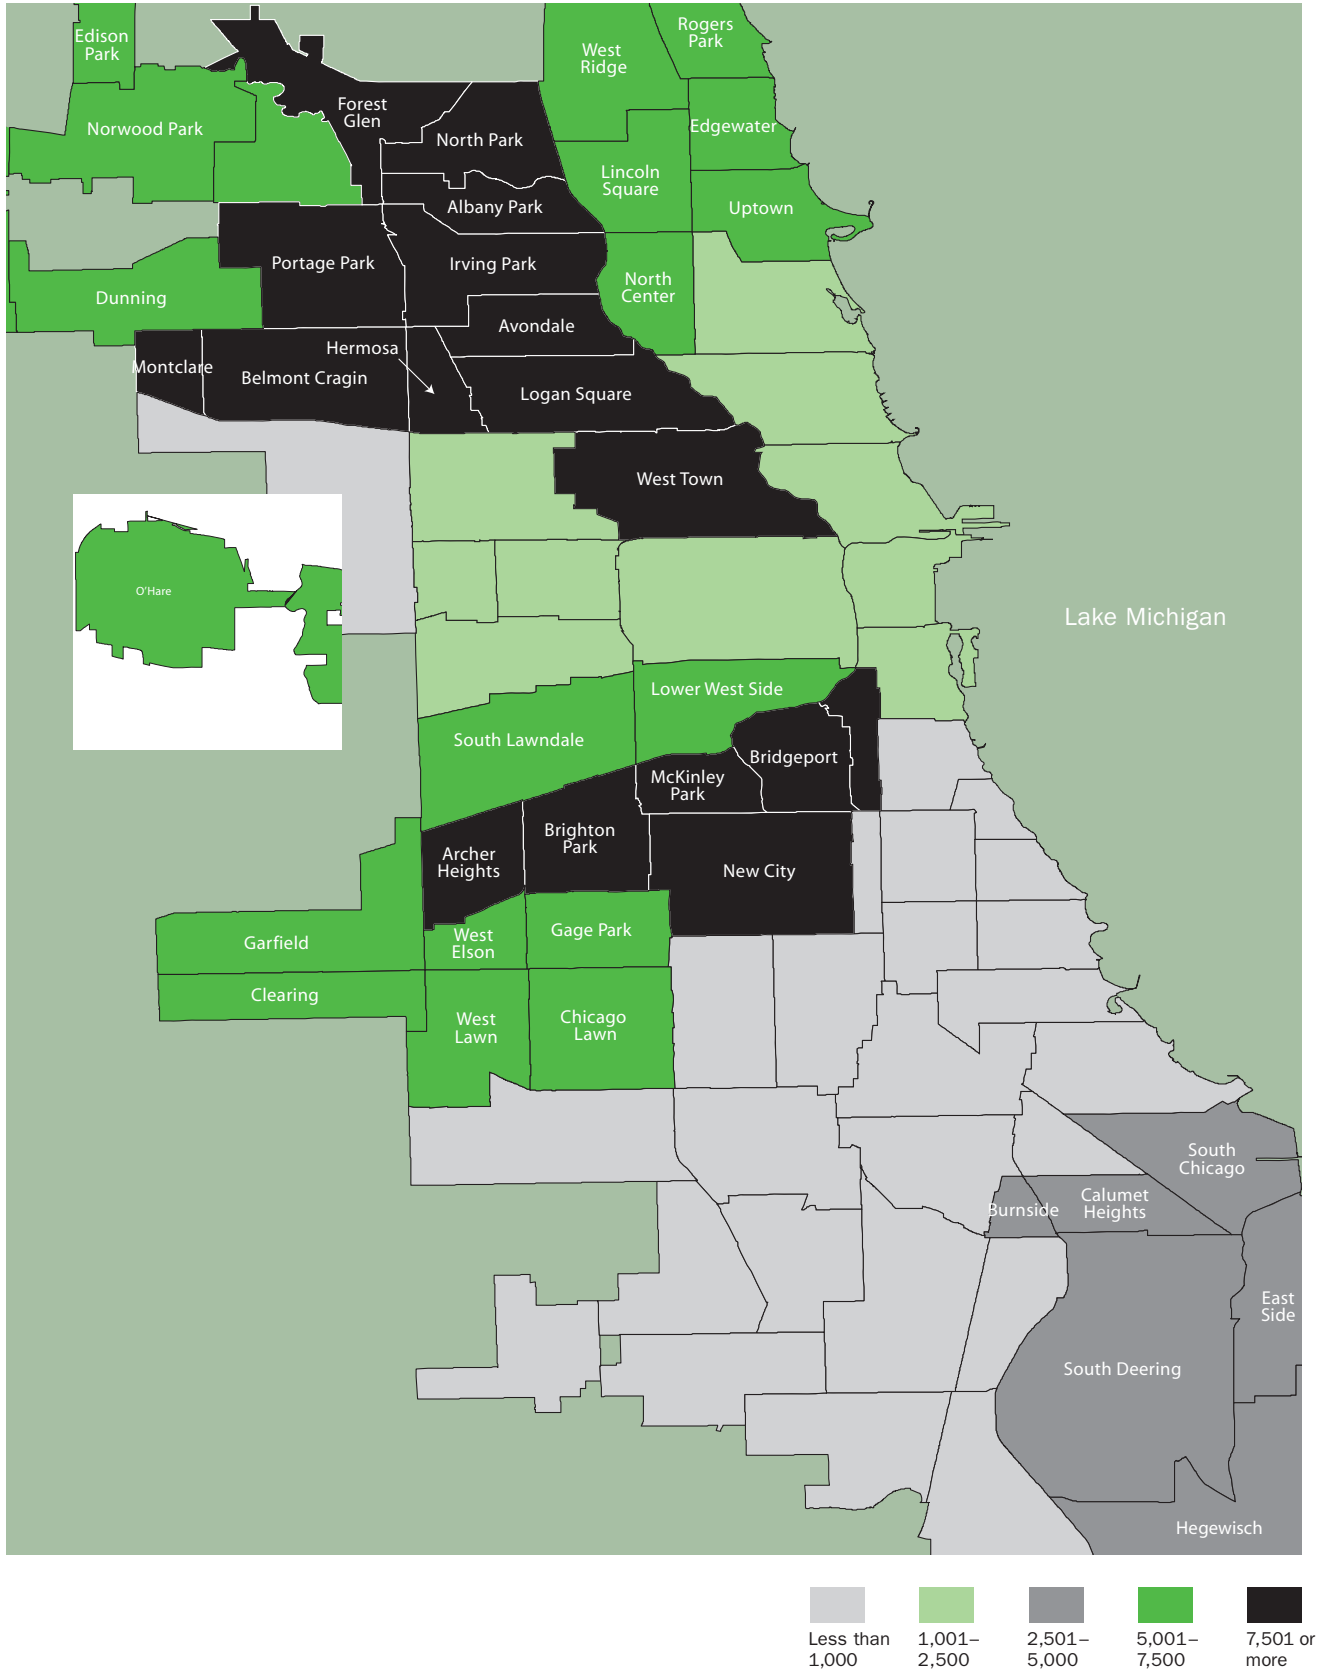 Edison
Park
Rogers
Park
West
Ridge
Forest
Glen
Norwood Park
North Park
Edgewater
Lincoln
Square
Albany Park
Uptown
Portage Park
Irving Park
North
Center
Dunning
Avondale
Hermosa
Montclare
Belmont Cragin
Logan Square
West Town
O'Hare
Lake Michigan
Lower West Side
South Lawndale
Bridgeport
McKinley
Park
Brighton
Park
Archer
Heights
New City
Garfield
West
Elson
Gage Park
Clearing
West
Lawn
Chicago
Lawn
South
Chicago
Burnside
Calumet
Heights
East
Side
South Deering
Hegewisch
Less than
1,000
1,001–
2,500
2,501–
5,000
5,001–
7,500
7,501 or
more